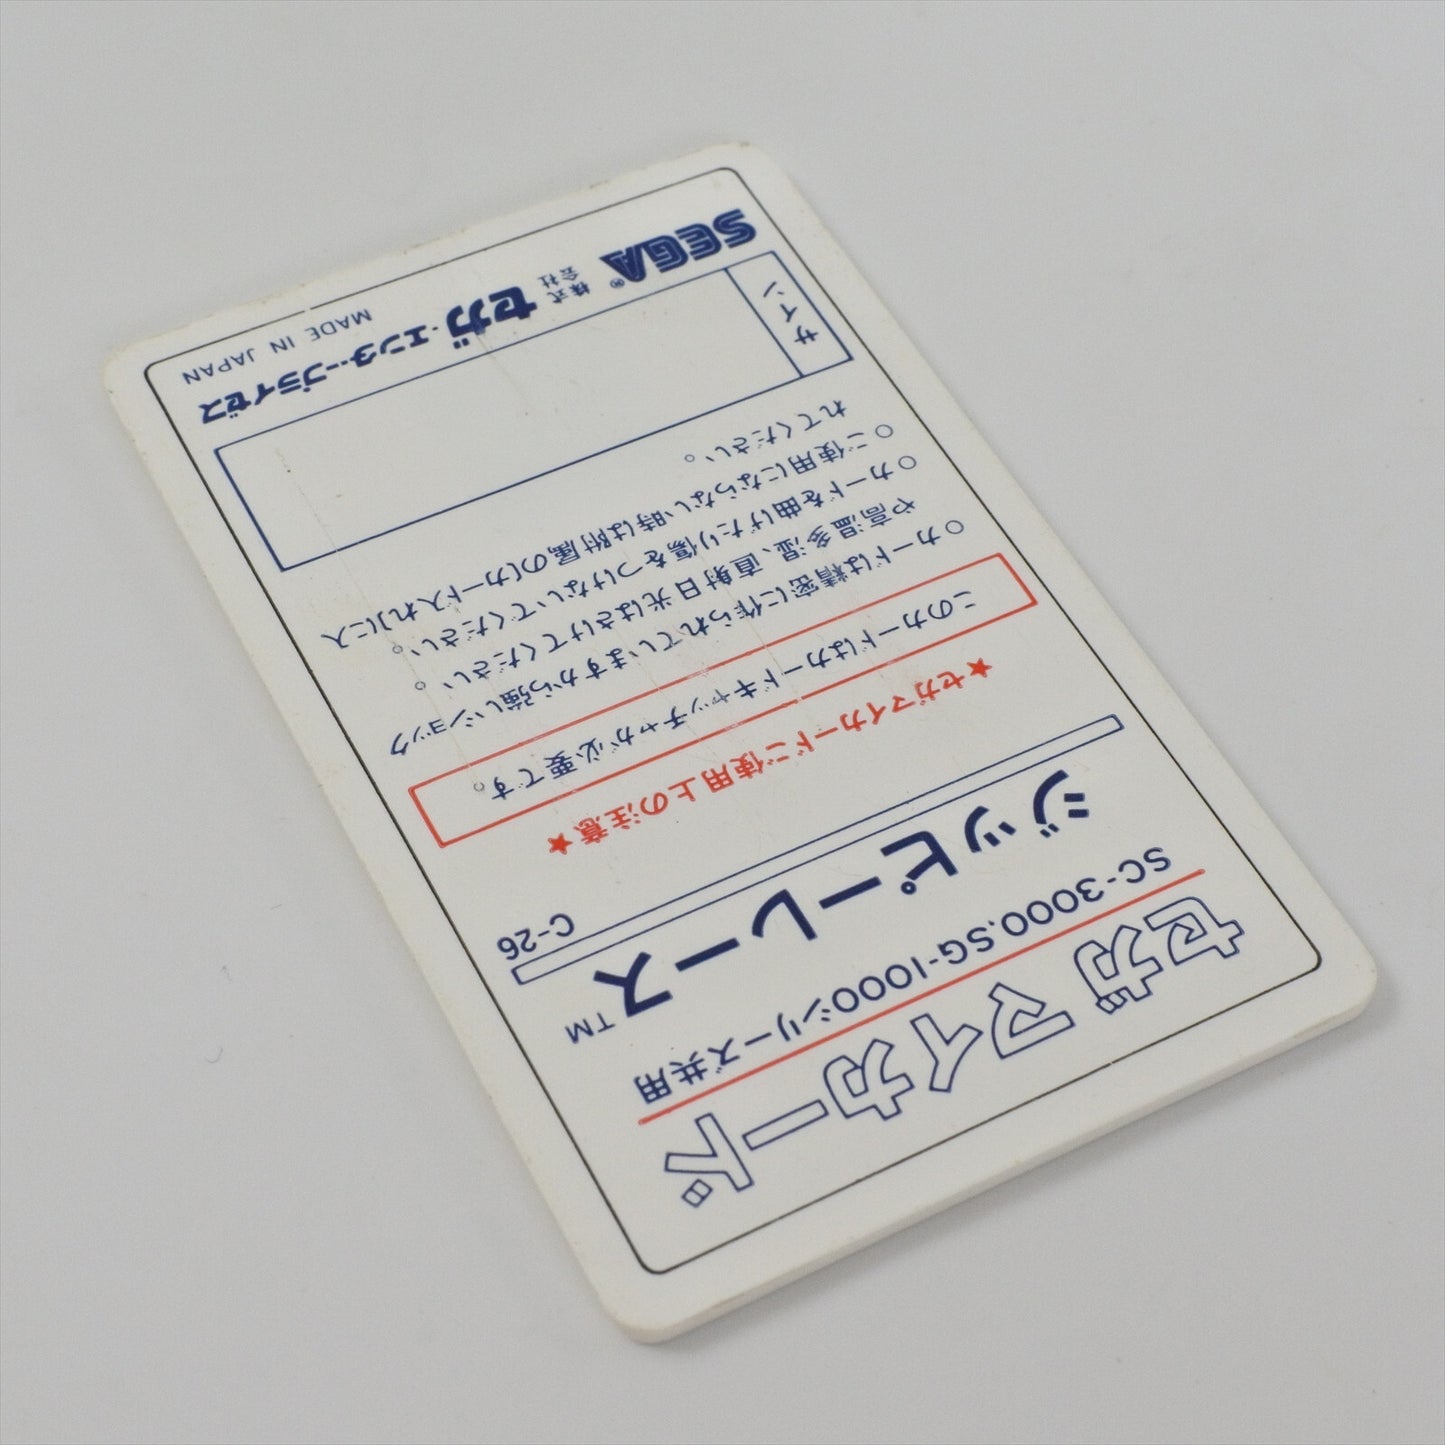 セガ マイカード
SC-3000,SG-1000シリーズ共用
ジッピーレース™
C-26
★セガマイカードご使用上の注意★
このカードはカードキャッチャが必要です。
○カードは精密に作られていますから強いショック
や高温多湿、直射日光はさけてください。
○カードを曲げたり傷をつけないでください。
○ご使用にならない時は附属の〔カード入れ〕に入
れてください。
サイン
SEGA® 株式会社 セガ・エンタープライゼス
MADE IN JAPAN